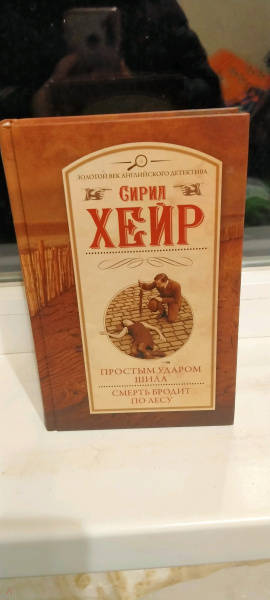 ЗОЛОТОЙ ВЕК АНГЛИЙСКОГО ДЕТЕКТИВА
СИРИЛ
ХЕЙР
ПРОСТЫМ УДАРОМ
ШИЛА
СМЕРТЬ БРОДИТ
ПО ЛЕСУ